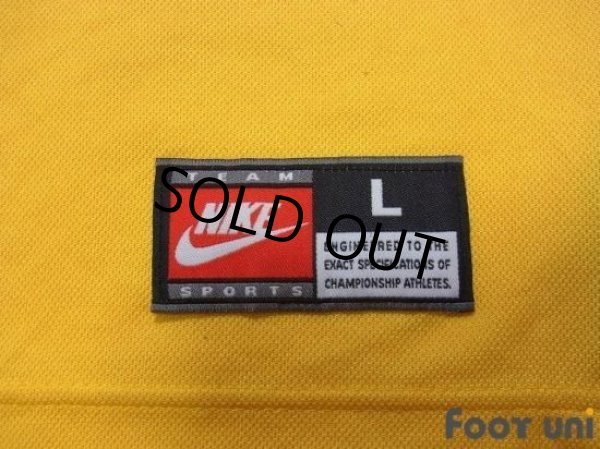 TEAM
NIKE
SPORTS
L
ENGINEERED TO THE
EXACT SPECIFICATIONS OF
CHAMPIONSHIP ATHLETES.
SOLD OUT
FOOT UNI